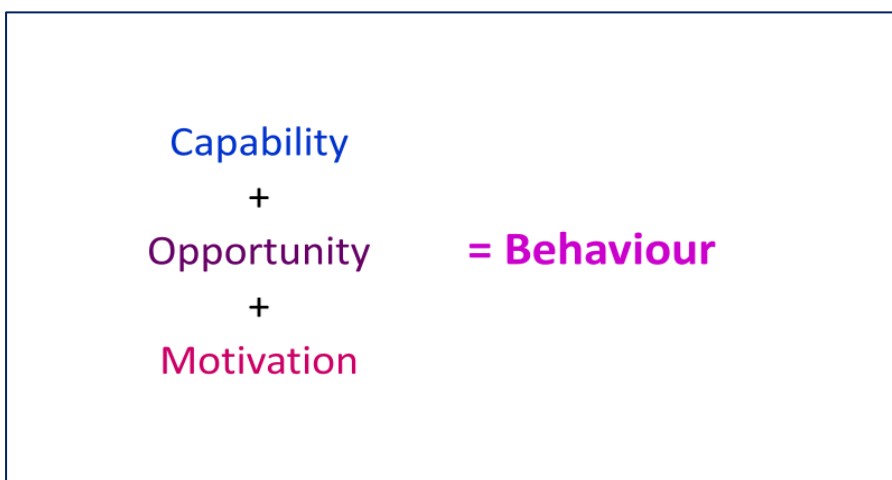 Capability
+
Opportunity
+
Motivation
= Behaviour